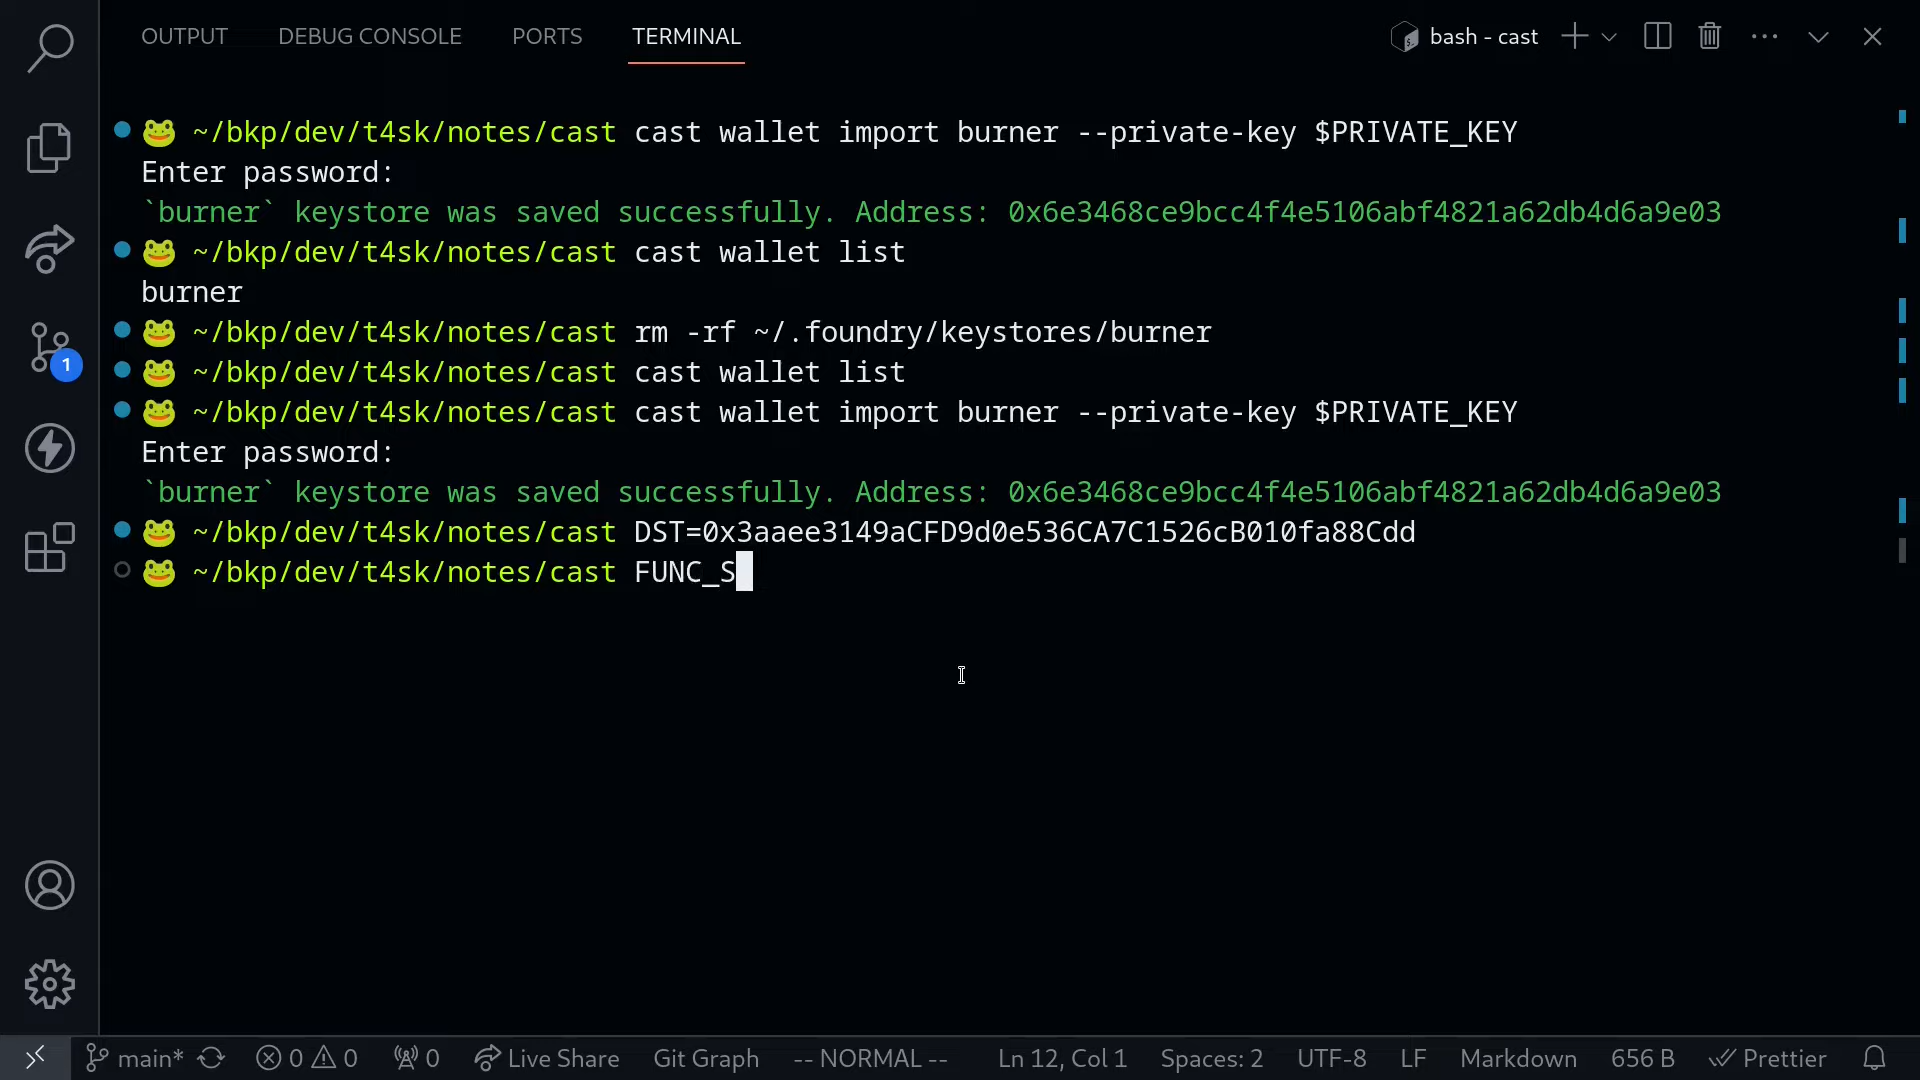 OUTPUT DEBUG CONSOLE PORTS TERMINAL bash - cast
~/bkp/dev/t4sk/notes/cast cast wallet import burner --private-key $PRIVATE_KEY
Enter password:
`burner` keystore was saved successfully. Address: 0x6e3468ce9bcc4f4e5106abf4821a62db4d6a9e03
~/bkp/dev/t4sk/notes/cast cast wallet list
burner
~/bkp/dev/t4sk/notes/cast rm -rf ~/.foundry/keystores/burner
~/bkp/dev/t4sk/notes/cast cast wallet list
~/bkp/dev/t4sk/notes/cast cast wallet import burner --private-key $PRIVATE_KEY
Enter password:
`burner` keystore was saved successfully. Address: 0x6e3468ce9bcc4f4e5106abf4821a62db4d6a9e03
~/bkp/dev/t4sk/notes/cast DST=0x3aaee3149aCFD9d0e536CA7C1526cB010fa88Cdd
~/bkp/dev/t4sk/notes/cast FUNC_S
1
main* 0 0 0 Live Share Git Graph -- NORMAL -- Ln 12, Col 1 Spaces: 2 UTF-8 LF Markdown 656 B Prettier